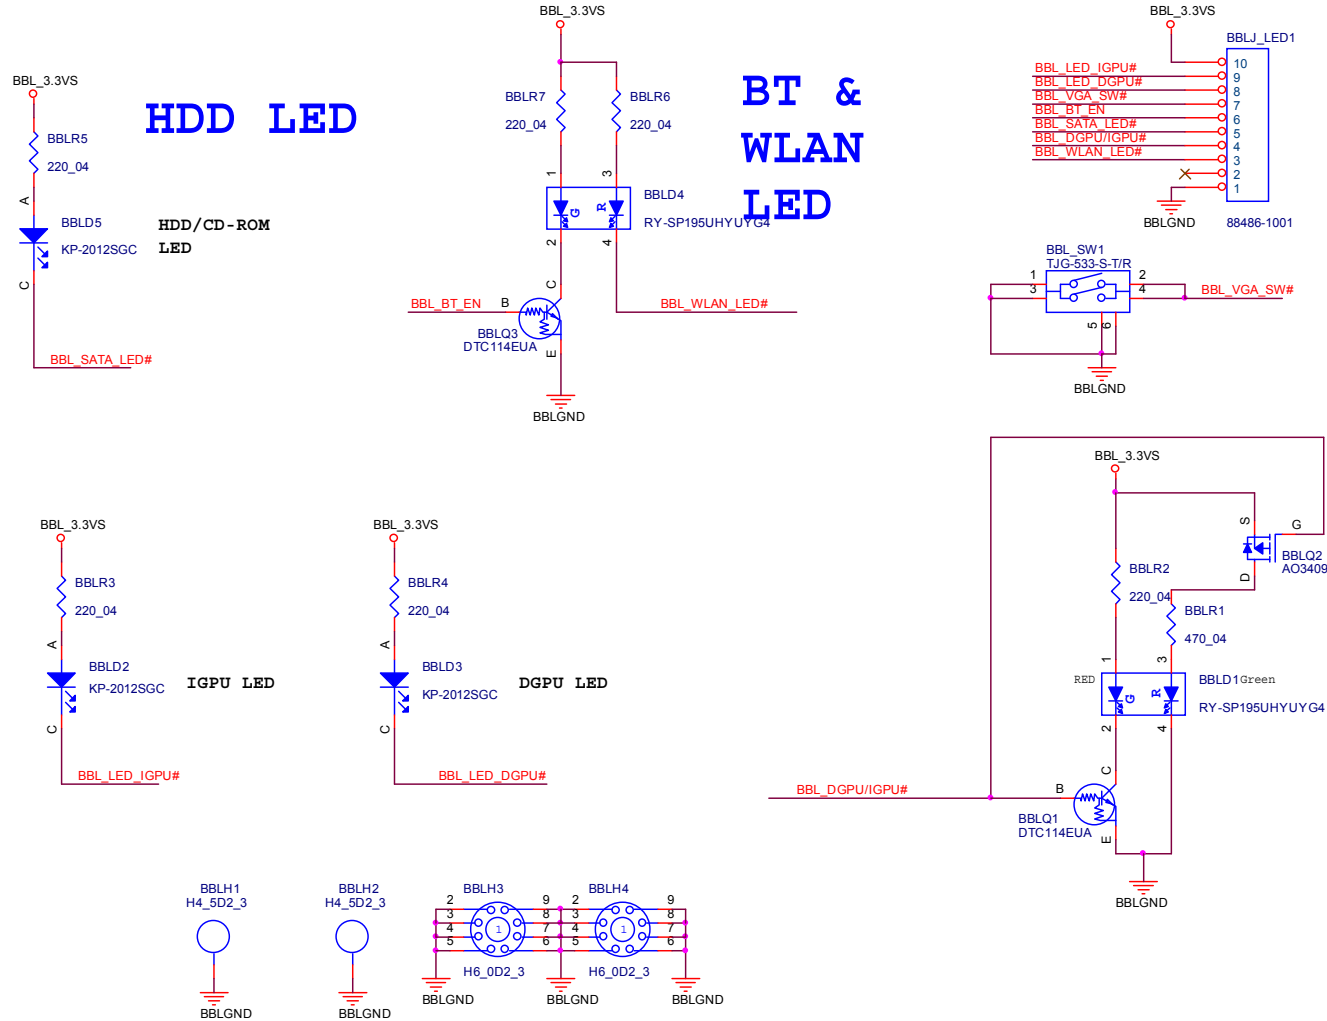 BBL_3.3VS
BBLR5
220_04
A
BBLD5
KP-2012SGC
C
BBL_SATA_LED#
HDD LED
HDD/CD-ROM
LED
BBL_3.3VS
BBLR7
220_04
BBLR6
220_04
1
3
G
R
BBLD4
RY-SP195UHYUYG4
2
4
C
BBL_BT_EN
B
BBL_WLAN_LED#
BBLQ3
DTC114EUA
E
BBLGND
BT &
WLAN
LED
BBL_3.3VS
BBLJ_LED1
BBL_LED_IGPU#
BBL_LED_DGPU#
BBL_VGA_SW#
BBL_BT_EN
BBL_SATA_LED#
BBL_DGPU/IGPU#
BBL_WLAN_LED#
10
9
8
7
6
5
4
3
2
1
BBLGND
88486-1001
BBL_SW1
TJG-533-S-T/R
1
3
2
4
BBL_VGA_SW#
5
6
BBLGND
BBL_3.3VS
BBLR3
220_04
A
BBLD2
KP-2012SGC
C
IGPU LED
BBL_LED_IGPU#
BBL_3.3VS
BBLR4
220_04
A
BBLD3
KP-2012SGC
C
DGPU LED
BBL_LED_DGPU#
BBL_3.3VS
S
G
BBLQ2
AO3409
D
BBLR2
220_04
BBLR1
470_04
1
3
RED
G
R
BBLD1 Green
RY-SP195UHYUYG4
2
4
C
BBL_DGPU/IGPU#
B
BBLQ1
DTC114EUA
E
BBLGND
BBLH1
H4_5D2_3
BBLGND
BBLH2
H4_5D2_3
BBLGND
BBLH3
2
3
4
5
1
9
8
7
6
H6_0D2_3
BBLGND
BBLGND
BBLH4
2
3
4
5
1
9
8
7
6
H6_0D2_3
BBLGND